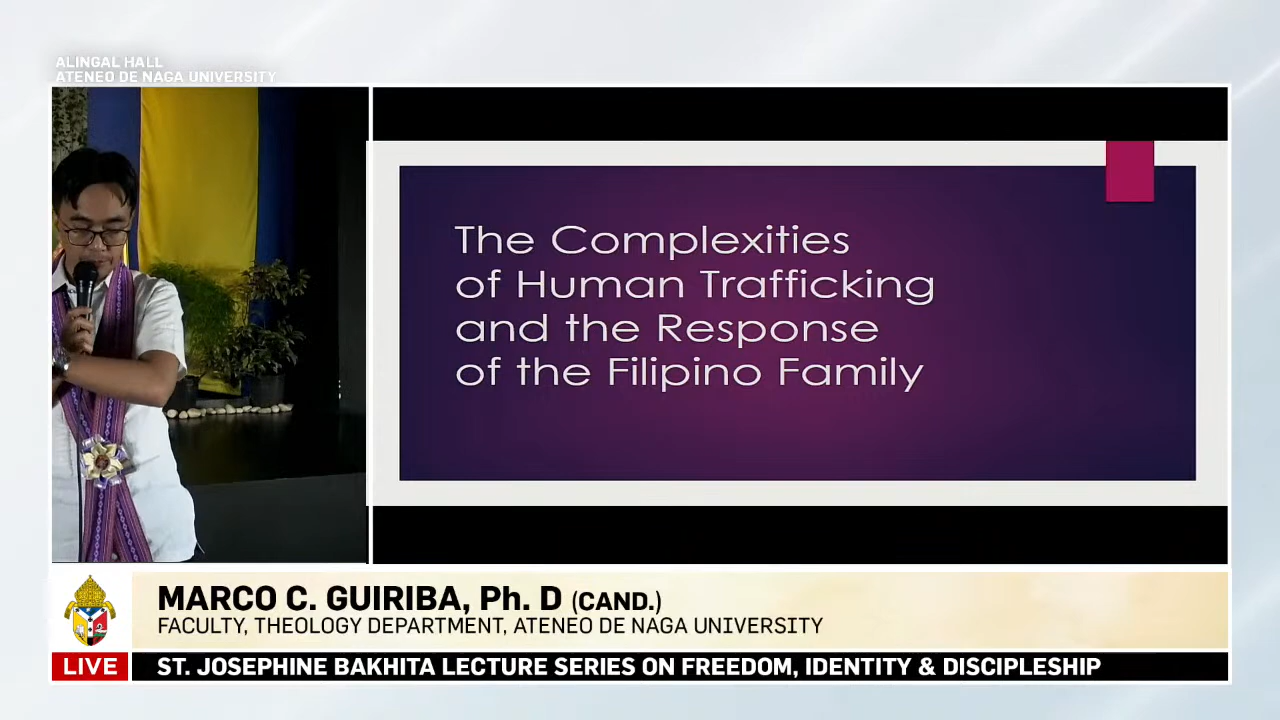 ALINGAL HALL
ATENEO DE NAGA UNIVERSITY
The Complexities
of Human Trafficking
and the Response
of the Filipino Family
MARCO C. GUIRIBA, Ph. D (CAND.)
FACULTY, THEOLOGY DEPARTMENT, ATENEO DE NAGA UNIVERSITY
LIVE
ST. JOSEPHINE BAKHITA LECTURE SERIES ON FREEDOM, IDENTITY & DISCIPLESHIP